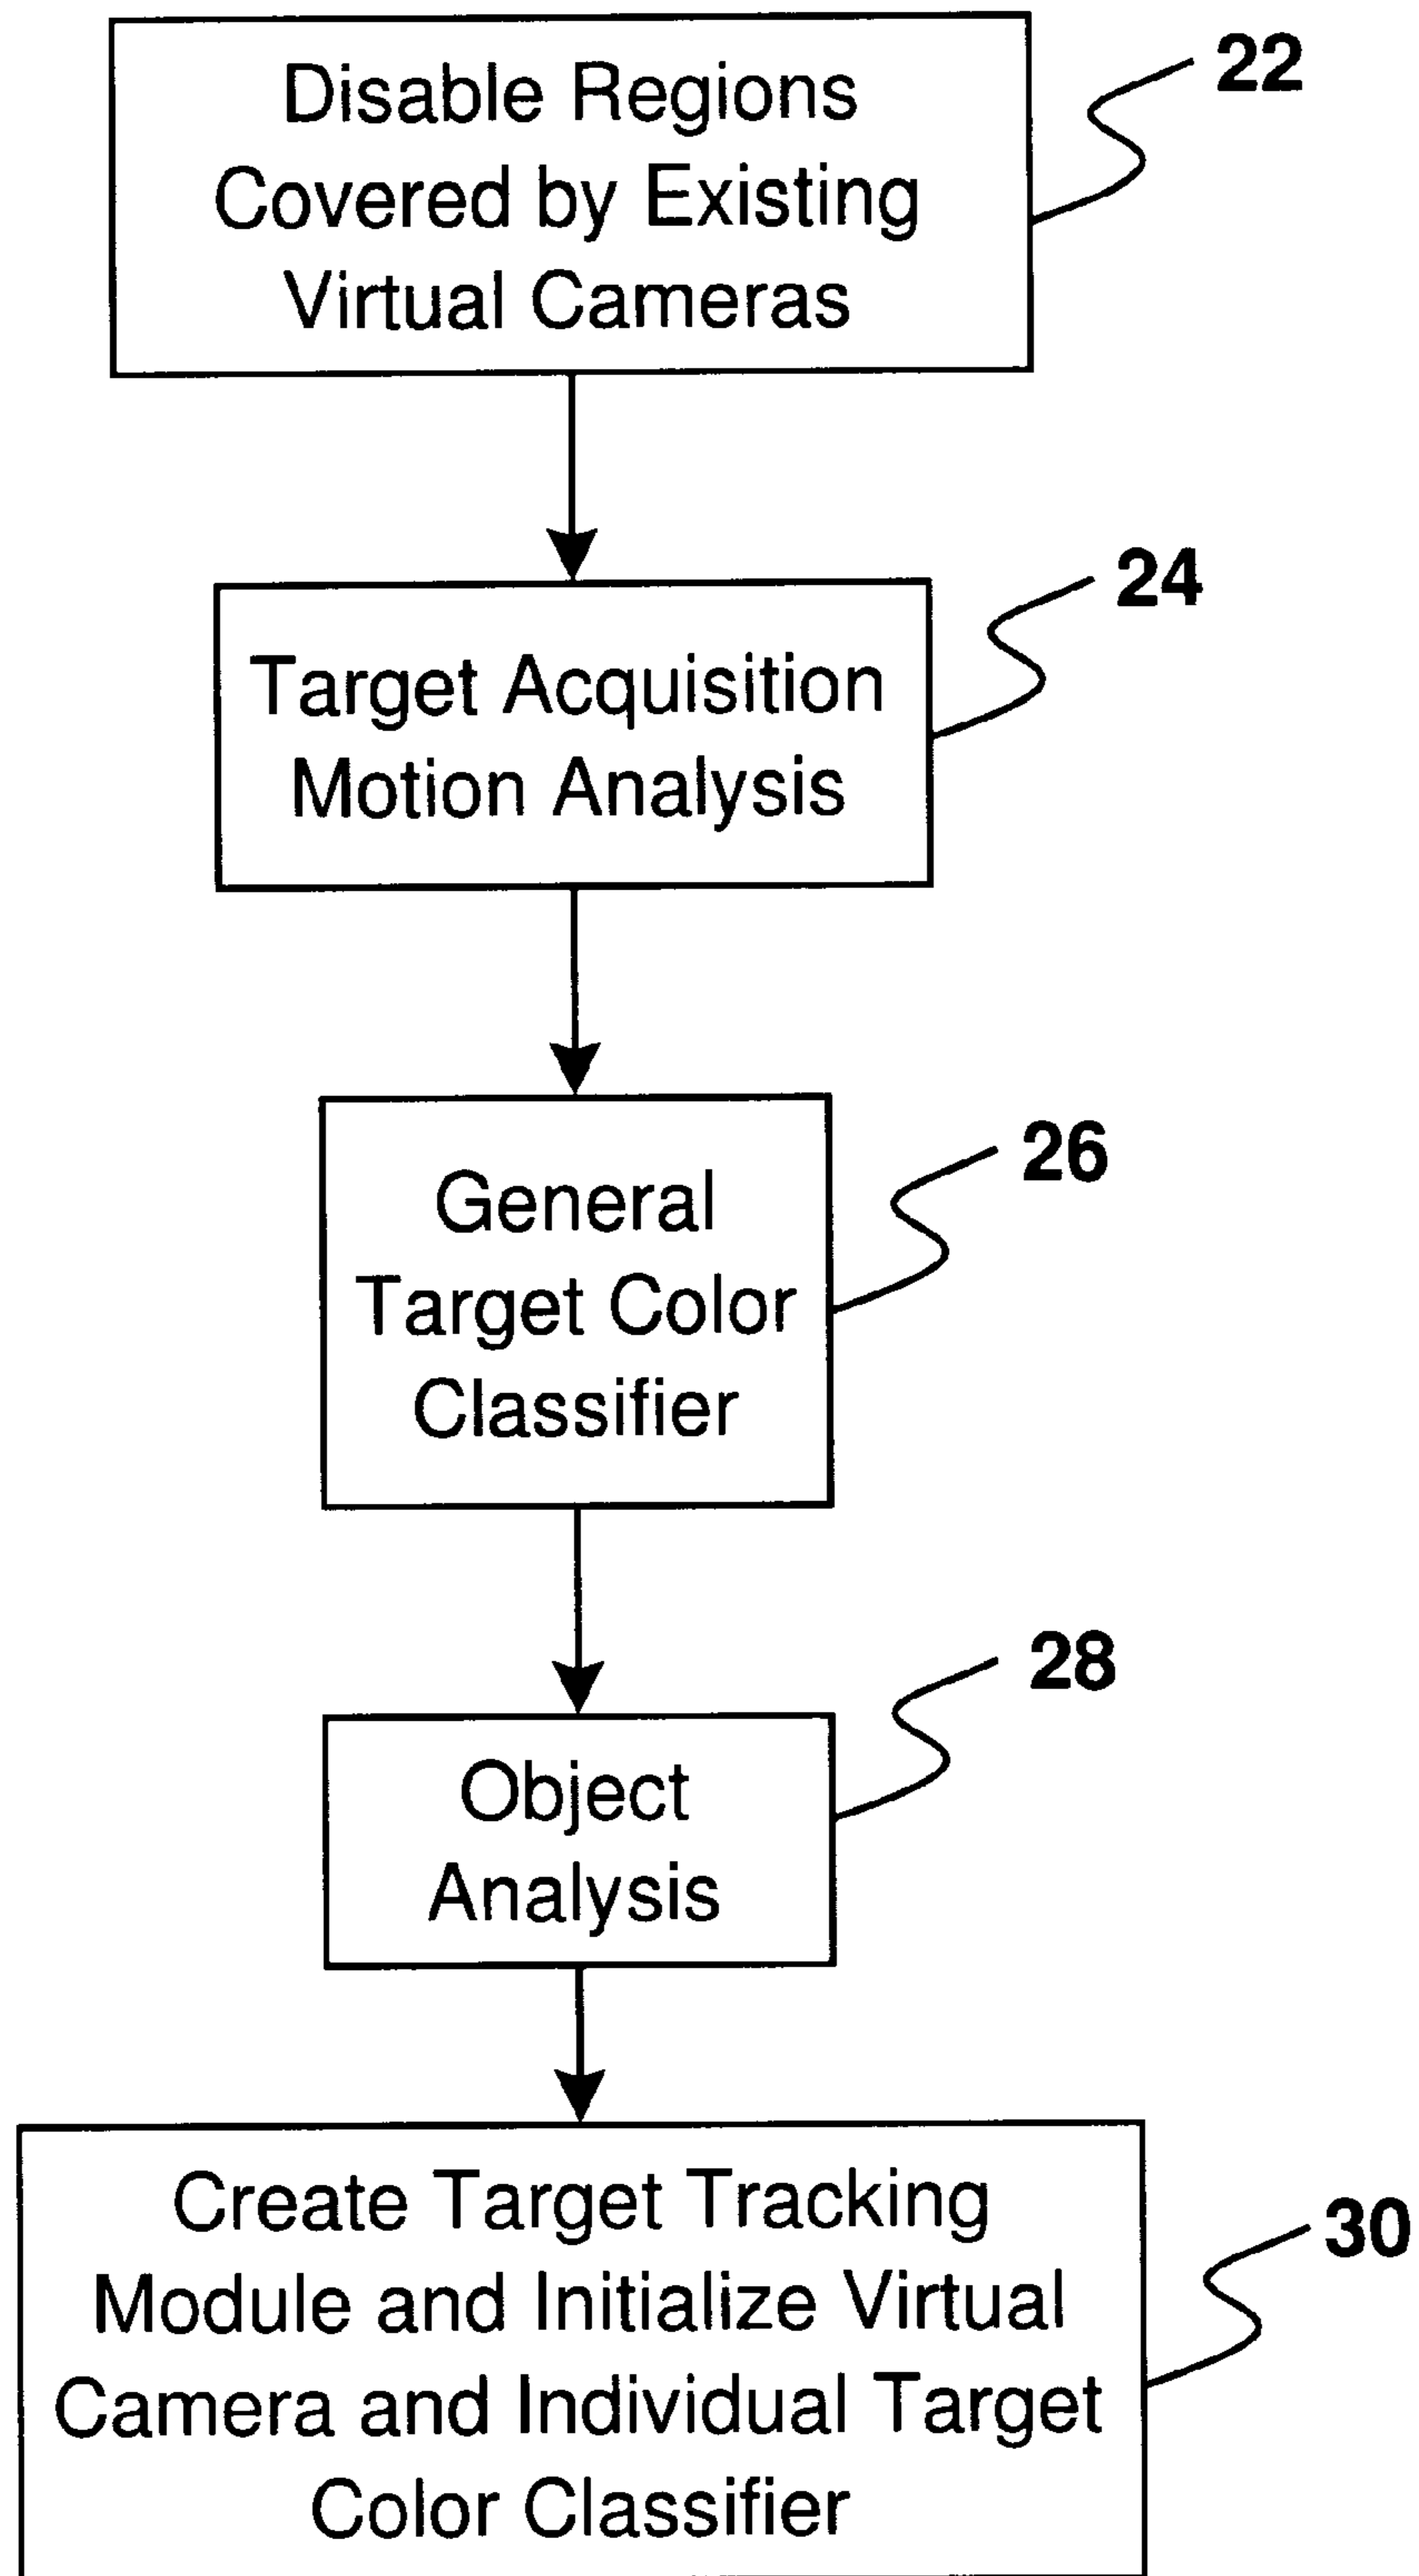 Disable Regions
Covered by Existing
Virtual Cameras
22
Target Acquisition
Motion Analysis
24
General
Target Color
Classifier
26
Object
Analysis
28
Create Target Tracking
Module and Initialize Virtual
Camera and Individual Target
Color Classifier
30